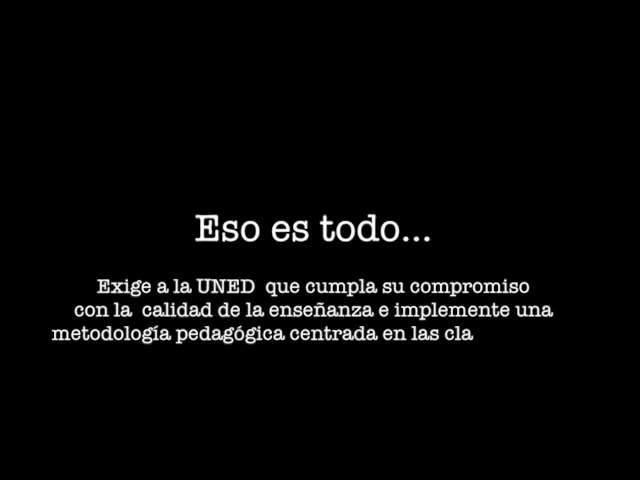 Eso es todo...
Exige a la UNED que cumpla su compromiso
con la calidad de la enseñanza e implemente una
metodología pedagógica centrada en las cla